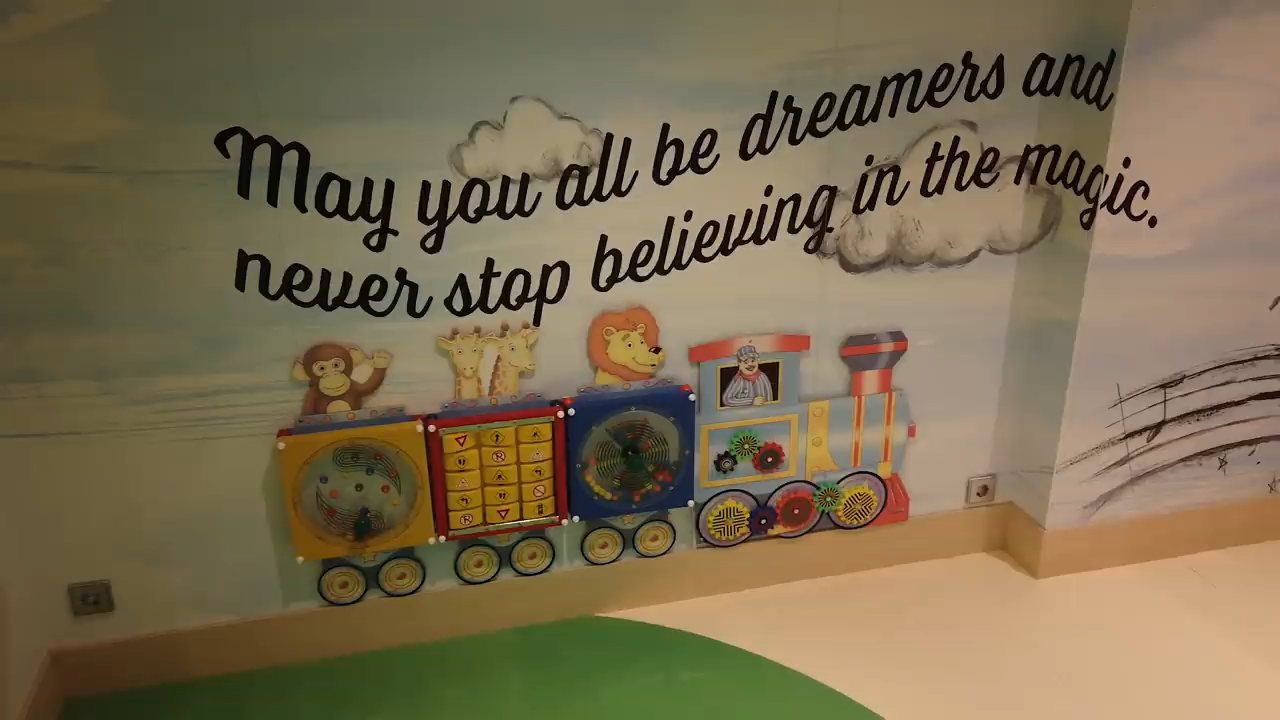 May you all be dreamers and
never stop believing in the magic.